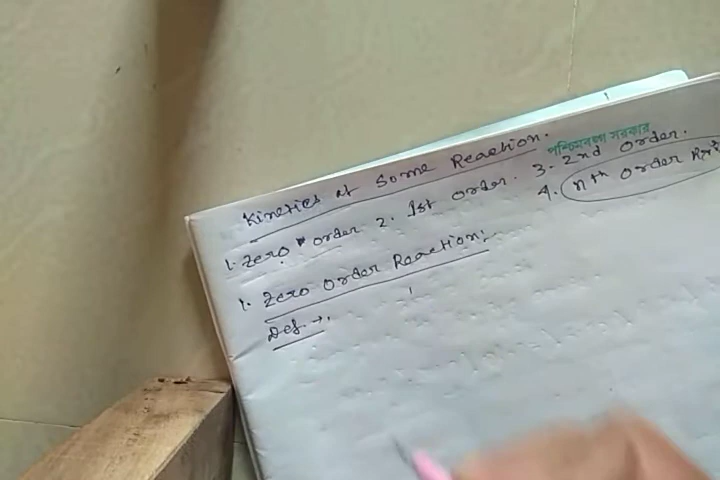 Kinetics of Some Reaction.
পশ্চিমবঙ্গ সরকার
1. Zero order 2. 1st order. 3. 2nd order.
4. nth order
1. Zero order Reaction:
Def →